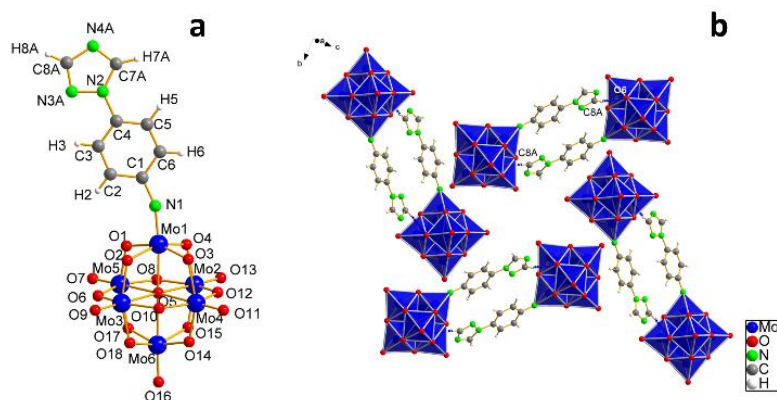 a
N4A
H8A
H7A
C8A
C7A
N2
N3A
H5
C4
C5
H3
C3
C1
C6
H6
C2
H2
N1
Mo1
O1
O4
O2
O3
Mo5
O8
Mo2
O13
O7
O6
O5
O12
O9
O10
O11
Mo3
Mo4
O17
O15
O18
O14
Mo6
O16
b
a
c
b
O6
C8A
C8A
Mo
O
N
C
H